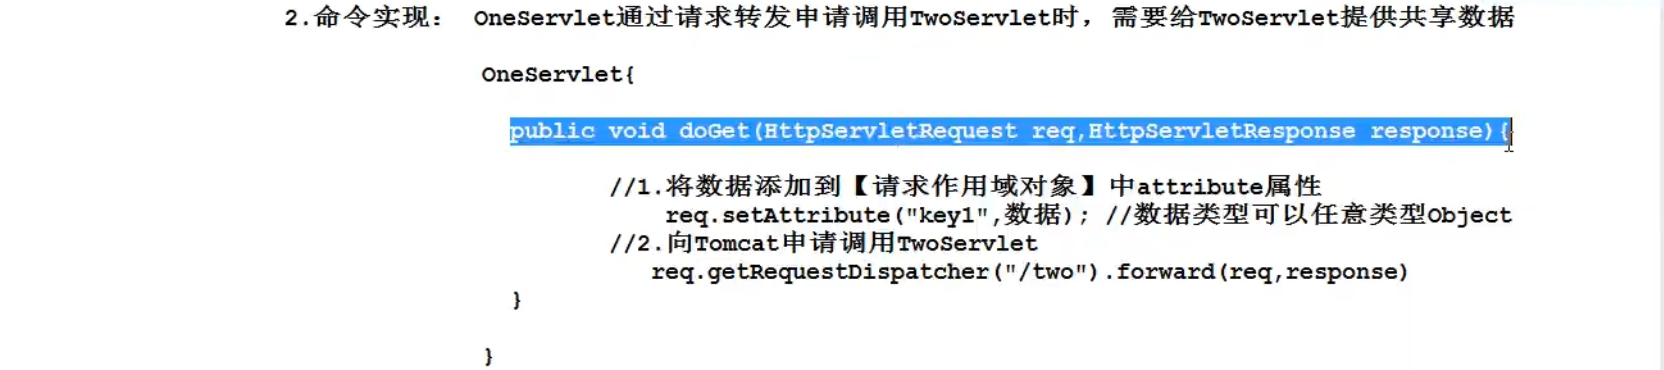 2.命令实现: OneServlet通过请求转发申请调用TwoServlet时,需要给TwoServlet提供共享数据
OneServlet{
public void doGet(HttpServletRequest req,HttpServletResponse response){
//1.将数据添加到【请求作用域对象】中attribute属性
req.setAttribute("key1",数据); //数据类型可以任意类型Object
//2.向Tomcat申请调用TwoServlet
req.getRequestDispatcher("/two").forward(req,response)
}
}